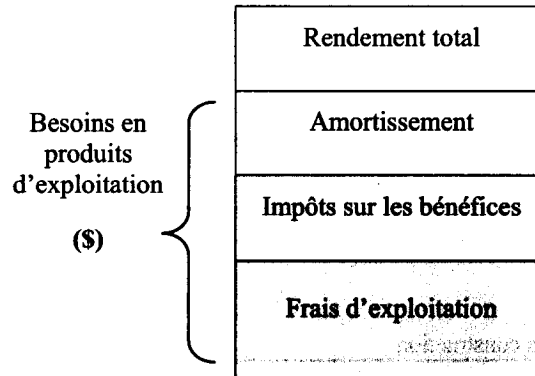 Rendement total
Besoins en
produits
d'exploitation
($)
Amortissement
Impôts sur les bénéfices
Frais d'exploitation